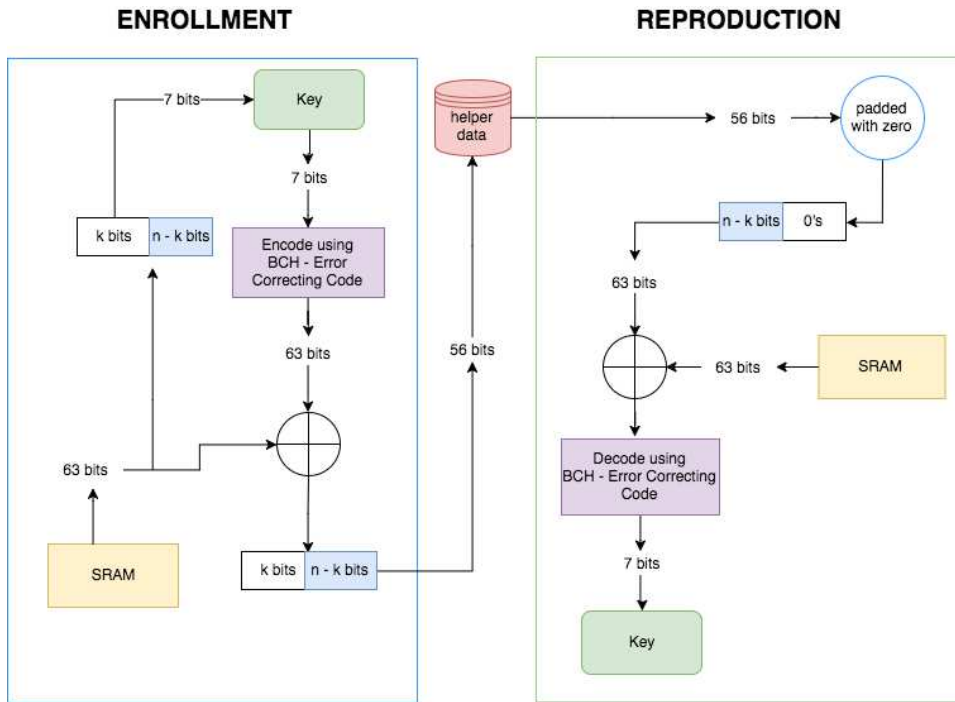 ENROLLMENT
7 bits
Key
7 bits
k bits
n - k bits
Encode using
BCH - Error
Correcting Code
63 bits
63 bits
SRAM
k bits
n - k bits
56 bits
helper
data
REPRODUCTION
56 bits
padded
with zero
n - k bits
0's
63 bits
63 bits
SRAM
Decode using
BCH - Error Correcting
Code
7 bits
Key